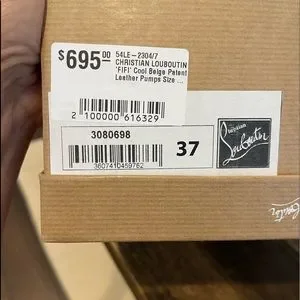 $695.00
54LE-2304/7
CHRISTIAN LOUBOUTIN
'FIFI' Cool Beige Patent
Leather Pumps Size ...
2 100000 616329
3080698
37
3607410459762
Christian
Louboutin